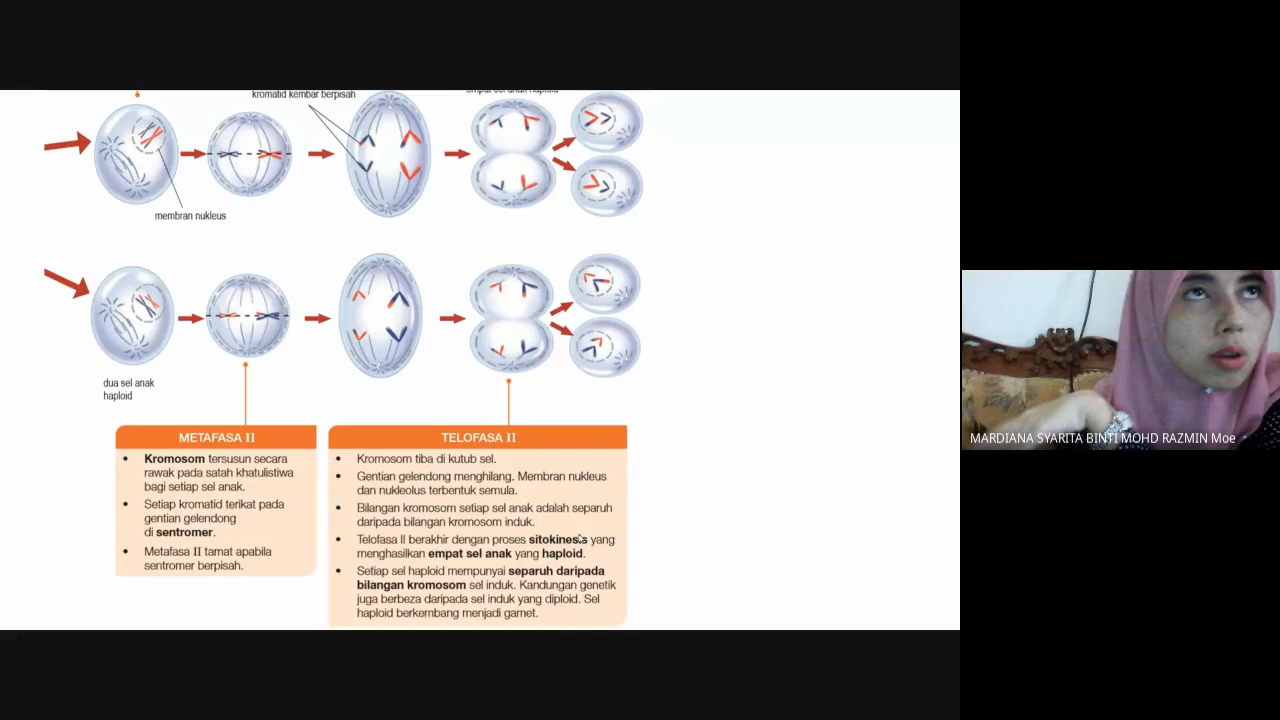 kromatid kembar berpisah
empat sel anak haploid
membran nukleus
dua sel anak
haploid
METAFASA II
• Kromosom tersusun secara
rawak pada satah khatulistiwa
bagi setiap sel anak.
• Setiap kromatid terikat pada
gentian gelendong
di sentromer.
• Metafasa II tamat apabila
sentromer berpisah.
TELOFASA II
• Kromosom tiba di kutub sel.
• Gentian gelendong menghilang. Membran nukleus
dan nukleolus terbentuk semula.
• Bilangan kromosom setiap sel anak adalah separuh
daripada bilangan kromosom induk.
• Telofasa II berakhir dengan proses sitokinesis yang
menghasilkan empat sel anak yang haploid.
• Setiap sel haploid mempunyai separuh daripada
bilangan kromosom sel induk. Kandungan genetik
juga berbeza daripada sel induk yang diploid. Sel
haploid berkembang menjadi gamet.
MARDIANA SYARITA BINTI MOHD RAZMIN Moe